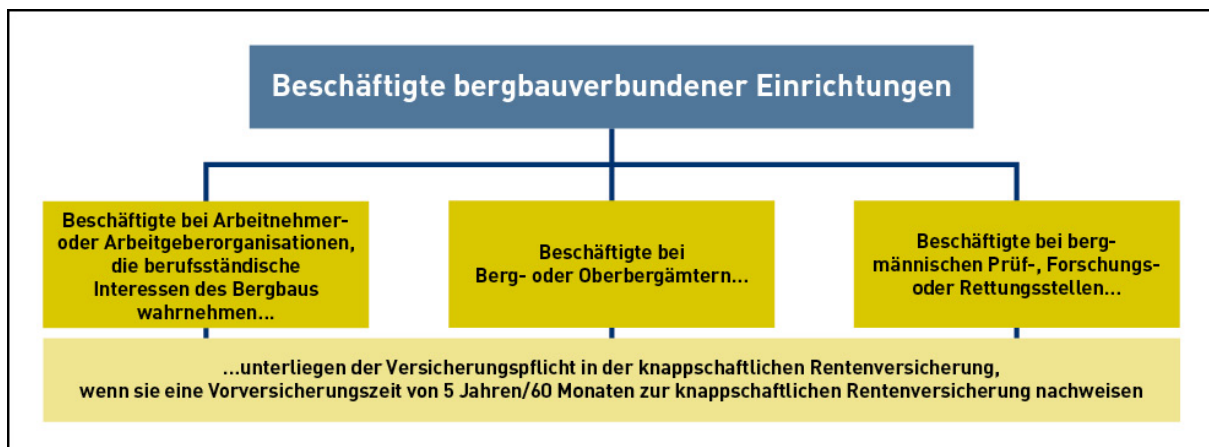 Beschäftigte bergbauverbundener Einrichtungen
Beschäftigte bei Arbeitnehmer-
oder Arbeitgeberorganisationen,
die berufsständische
Interessen des Bergbaus
wahrnehmen...
Beschäftigte bei
Berg- oder Oberbergämtern...
Beschäftigte bei berg-
männischen Prüf-, Forschungs-
oder Rettungsstellen...
...unterliegen der Versicherungspflicht in der knappschaftlichen Rentenversicherung,
wenn sie eine Vorversicherungszeit von 5 Jahren/60 Monaten zur knappschaftlichen Rentenversicherung nachweisen